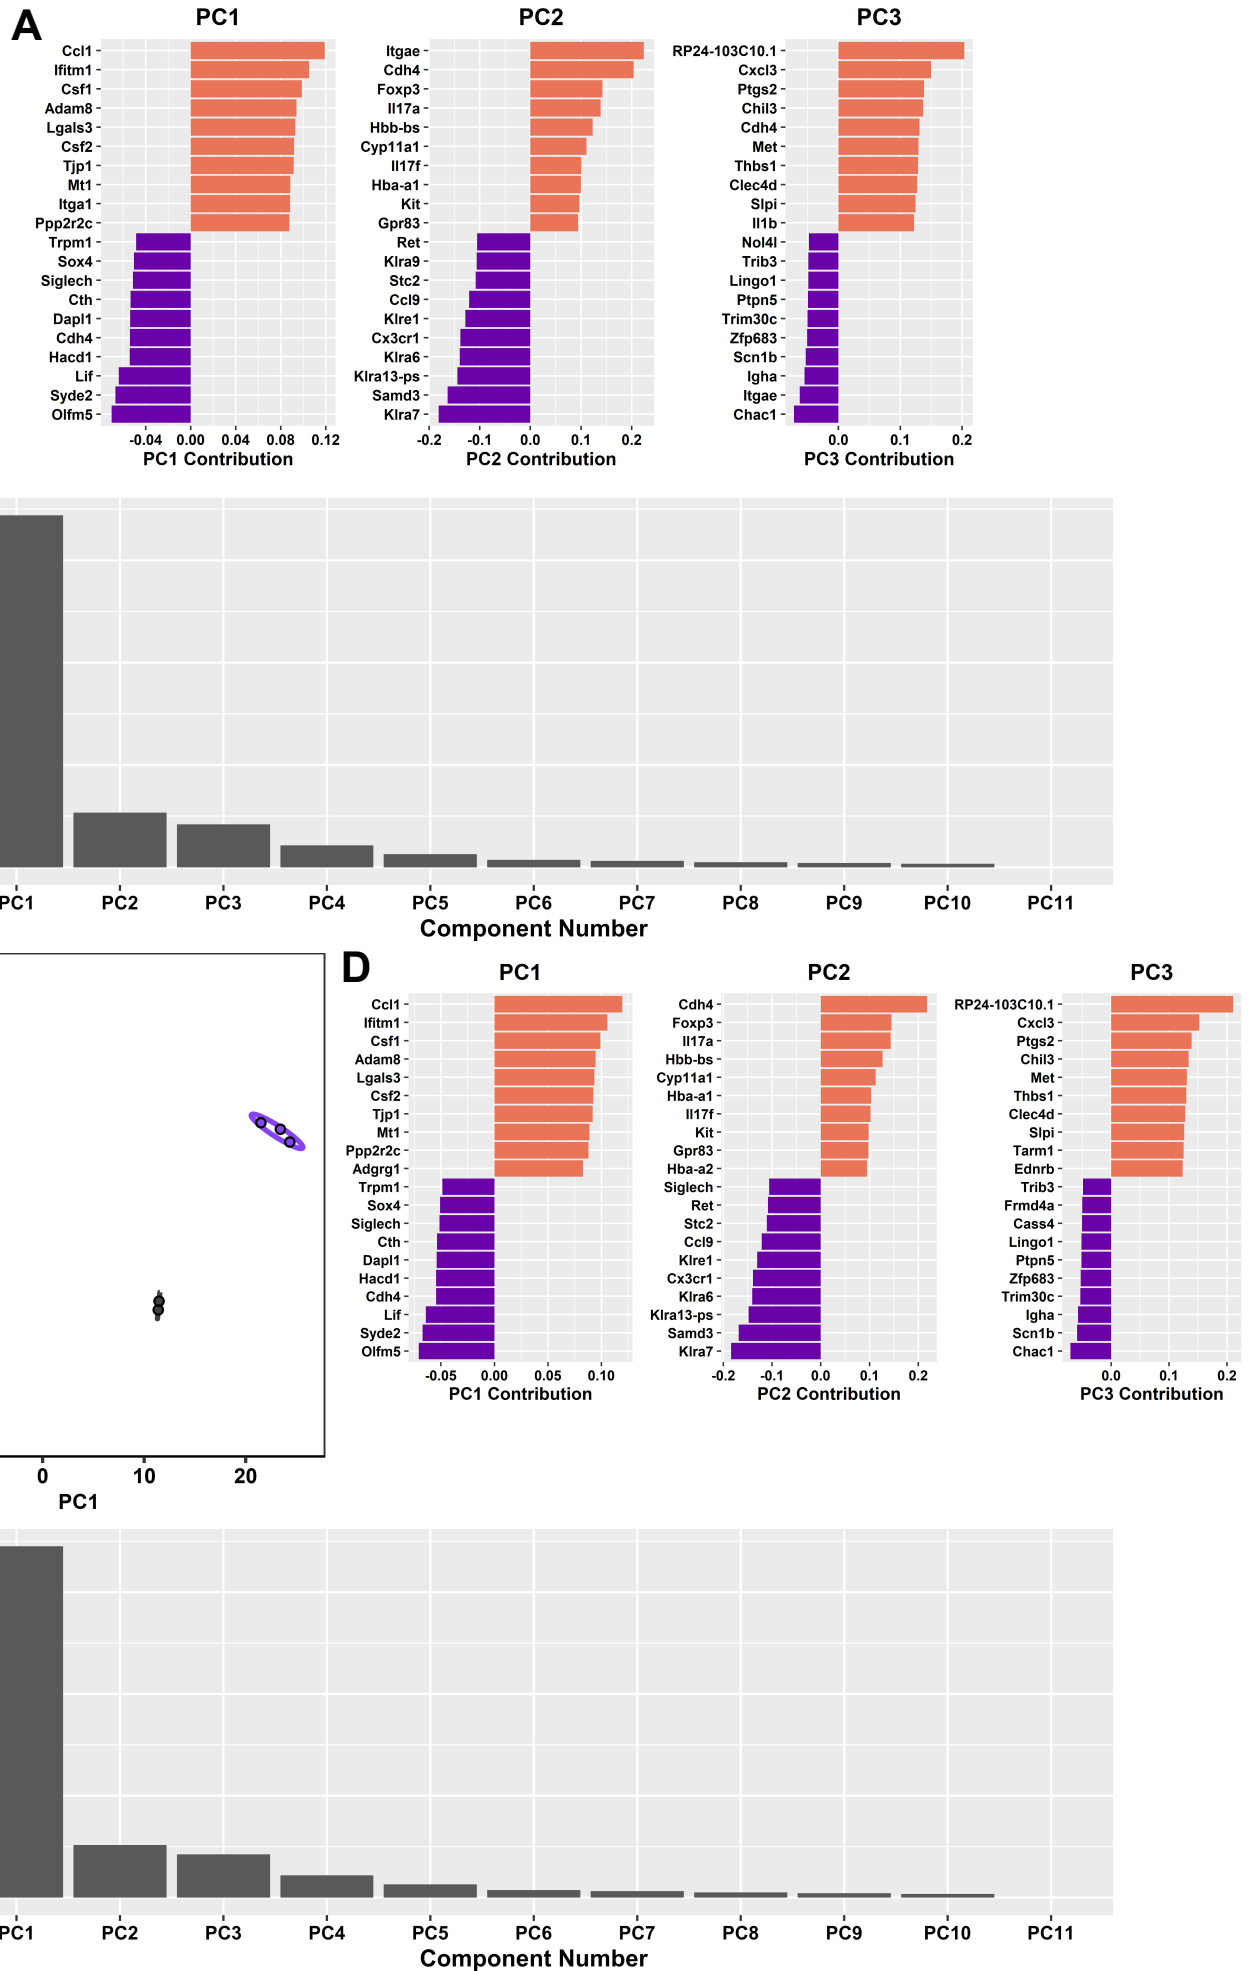 A
PC1
Ccl1
Ifitm1
Csf1
Adam8
Lgals3
Csf2
Tjp1
Mt1
Itga1
Ppp2r2c
Trpm1
Sox4
Siglech
Cth
Dapl1
Cdh4
Hacd1
Lif
Syde2
Olfm5
-0.04 0.00 0.04 0.08 0.12
PC1 Contribution
PC2
Itgae
Cdh4
Foxp3
Il17a
Hbb-bs
Cyp11a1
Il17f
Hba-a1
Kit
Gpr83
Ret
Klra9
Stc2
Ccl9
Klre1
Cx3cr1
Klra6
Klra13-ps
Samd3
Klra7
-0.2 -0.1 0.0 0.1 0.2
PC2 Contribution
PC3
RP24-103C10.1
Cxcl3
Ptgs2
Chil3
Cdh4
Met
Thbs1
Clec4d
Slpi
Il1b
Nol4l
Trib3
Lingo1
Ptpn5
Trim30c
Zfp683
Scn1b
Igha
Itgae
Chac1
0.0 0.1 0.2
PC3 Contribution
PC1 PC2 PC3 PC4 PC5 PC6 PC7 PC8 PC9 PC10 PC11
Component Number
0 10 20
PC1
D
PC1
Ccl1
Ifitm1
Csf1
Adam8
Lgals3
Csf2
Tjp1
Mt1
Ppp2r2c
Adgrg1
Trpm1
Sox4
Siglech
Cth
Dapl1
Hacd1
Cdh4
Lif
Syde2
Olfm5
-0.05 0.00 0.05 0.10
PC1 Contribution
PC2
Cdh4
Foxp3
Il17a
Hbb-bs
Cyp11a1
Hba-a1
Il17f
Kit
Gpr83
Hba-a2
Siglech
Ret
Stc2
Ccl9
Klre1
Cx3cr1
Klra6
Klra13-ps
Samd3
Klra7
-0.2 -0.1 0.0 0.1 0.2
PC2 Contribution
PC3
RP24-103C10.1
Cxcl3
Ptgs2
Chil3
Met
Thbs1
Clec4d
Slpi
Tarm1
Ednrb
Trib3
Frmd4a
Cass4
Lingo1
Ptpn5
Zfp683
Trim30c
Igha
Scn1b
Chac1
0.0 0.1 0.2
PC3 Contribution
PC1 PC2 PC3 PC4 PC5 PC6 PC7 PC8 PC9 PC10 PC11
Component Number